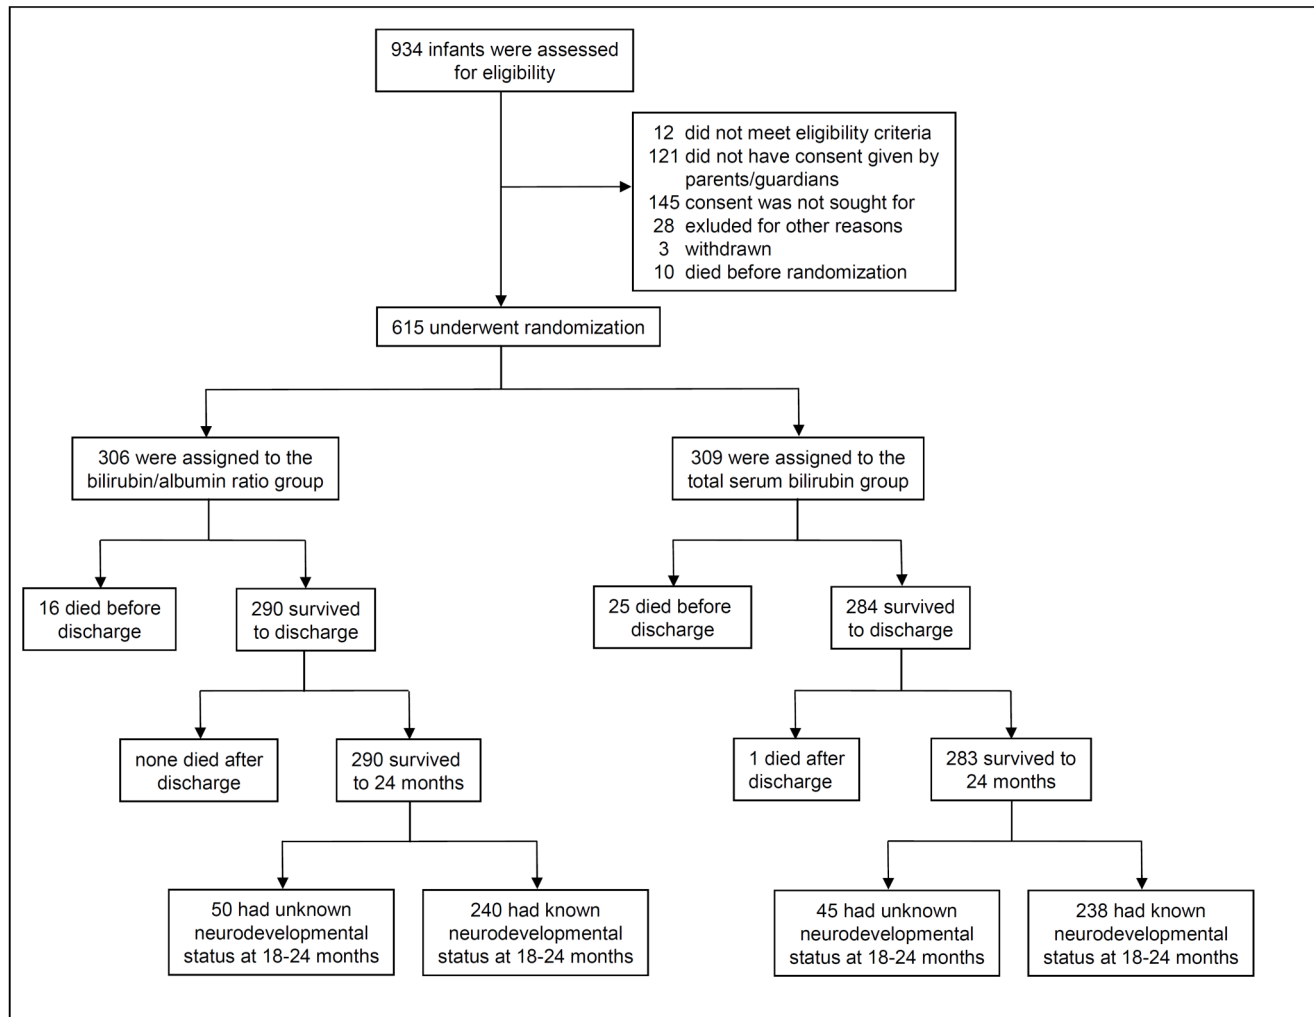 934 infants were assessed
for eligibility
12 did not meet eligibility criteria
121 did not have consent given by
parents/guardians
145 consent was not sought for
28 exluded for other reasons
3 withdrawn
10 died before randomization
615 underwent randomization
306 were assigned to the
bilirubin/albumin ratio group
309 were assigned to the
total serum bilirubin group
16 died before
discharge
290 survived
to discharge
25 died before
discharge
284 survived
to discharge
none died after
discharge
290 survived
to 24 months
1 died after
discharge
283 survived to
24 months
50 had unknown
neurodevelopmental
status at 18-24 months
240 had known
neurodevelopmental
status at 18-24 months
45 had unknown
neurodevelopmental
status at 18-24 months
238 had known
neurodevelopmental
status at 18-24 months